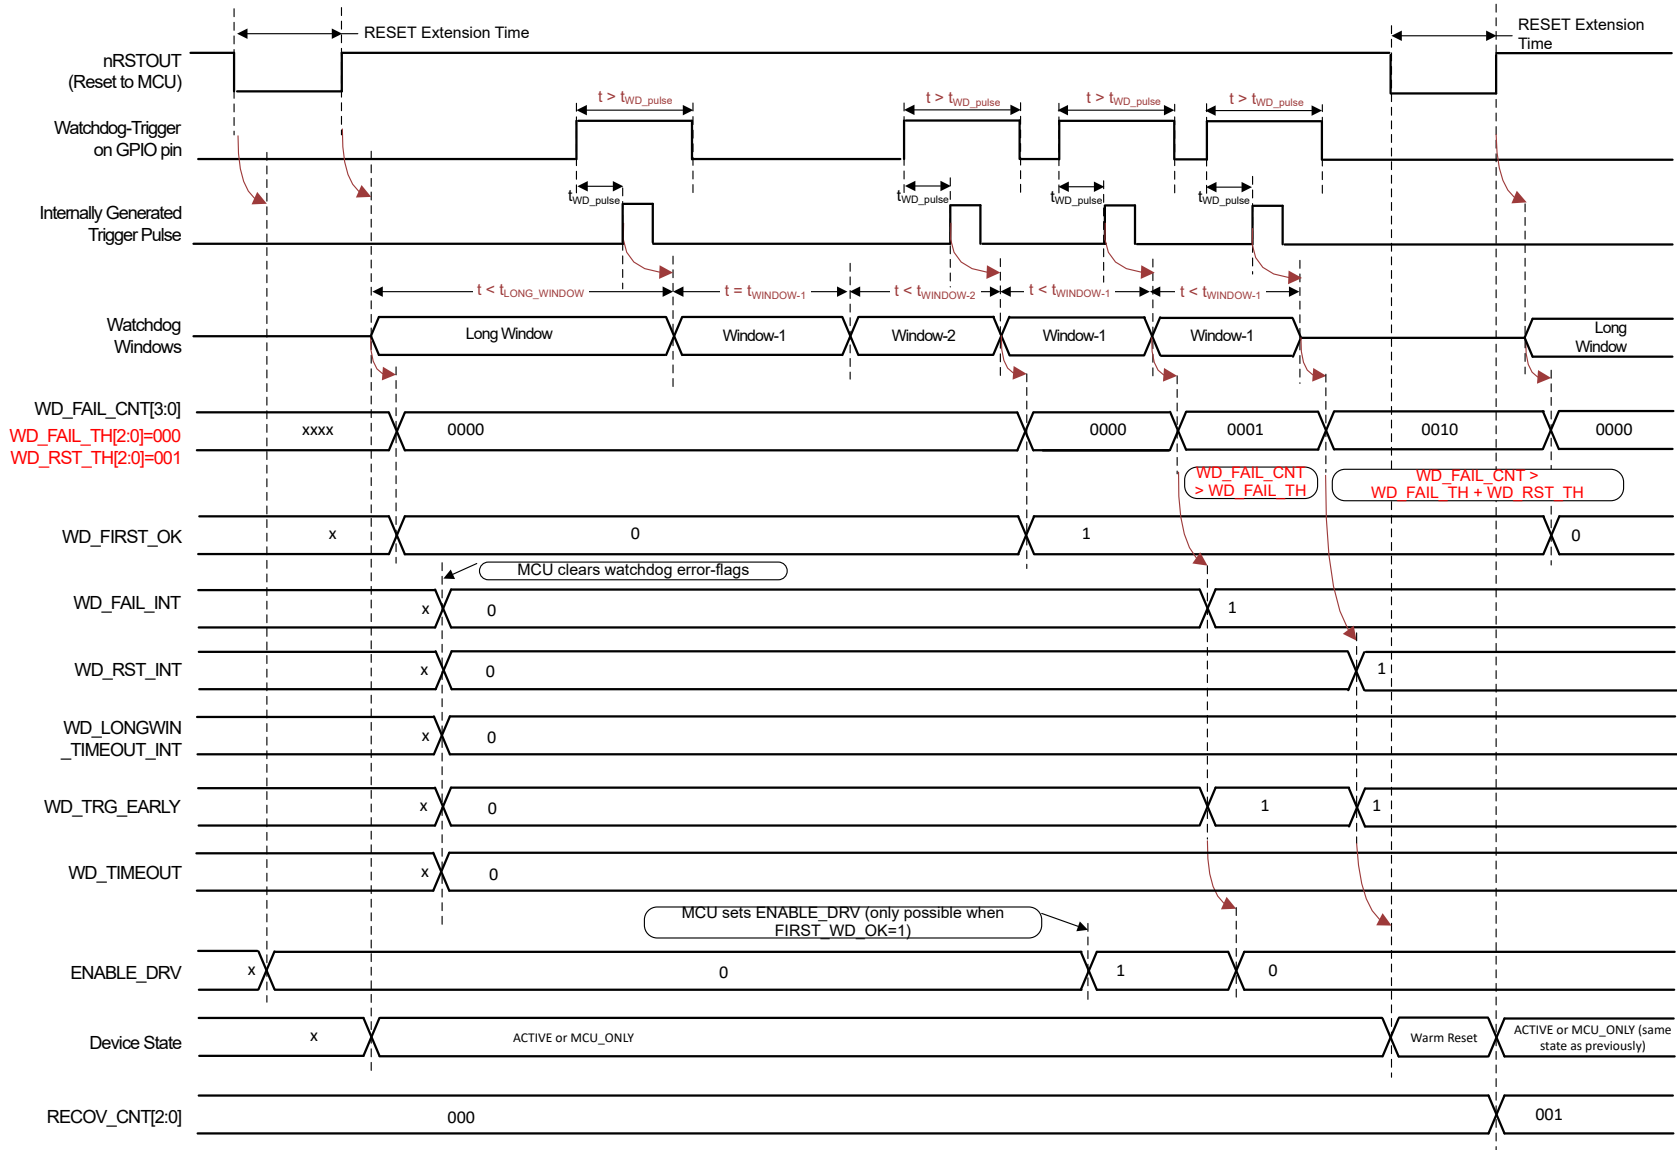 RESET Extension Time
RESET Extension
Time
nRSTOUT
(Reset to MCU)
t > tWD_pulse
t > tWD_pulse
t > tWD_pulse
t > tWD_pulse
Watchdog-Trigger
on GPIO pin
tWD_pulse
tWD_pulse
tWD_pulse
tWD_pulse
Internally Generated
Trigger Pulse
t < tLONG_WINDOW
t = tWINDOW-1
t < tWINDOW-2
t < tWINDOW-1
t < tWINDOW-1
Watchdog
Windows
Long Window
Window-1
Window-2
Window-1
Window-1
Long
Window
WD_FAIL_CNT[3:0]
WD_FAIL_TH[2:0]=000
WD_RST_TH[2:0]=001
xxxx
0000
0000
0001
0010
0000
WD_FAIL_CNT
> WD_FAIL_TH
WD_FAIL_CNT >
WD_FAIL_TH + WD_RST_TH
WD_FIRST_OK
x
0
1
0
MCU clears watchdog error-flags
WD_FAIL_INT
x
0
1
WD_RST_INT
x
0
1
WD_LONGWIN
_TIMEOUT_INT
x
0
WD_TRG_EARLY
x
0
1
1
WD_TIMEOUT
x
0
MCU sets ENABLE_DRV (only possible when
FIRST_WD_OK=1)
ENABLE_DRV
x
0
1
0
Device State
x
ACTIVE or MCU_ONLY
Warm Reset
ACTIVE or MCU_ONLY (same
state as previously)
RECOV_CNT[2:0]
000
001